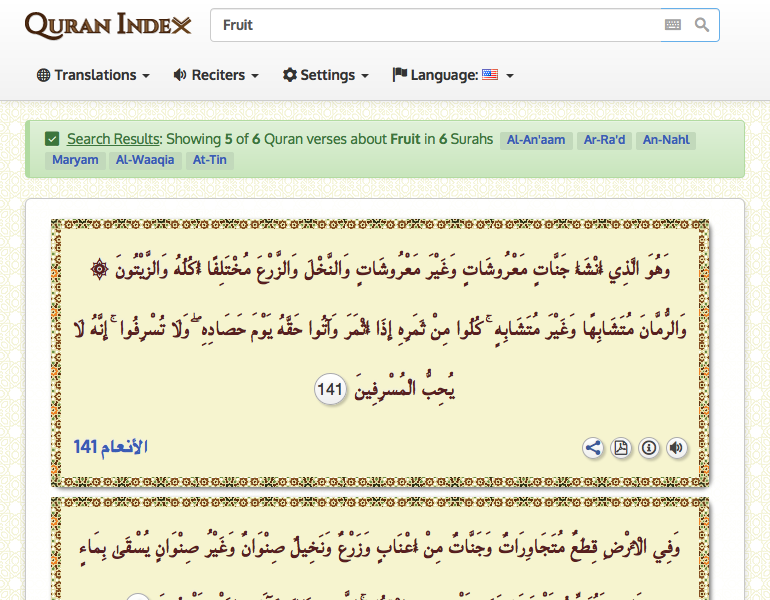 QURAN INDEX
Fruit
Translations Reciters Settings Language:
Search Results: Showing 5 of 6 Quran verses about Fruit in 6 Surahs Al-An'aam Ar-Ra'd An-Nahl
Maryam Al-Waaqia At-Tin
وَهُوَ الَّذِي أَنْشَأَ جَنَّاتٍ مَعْرُوشَاتٍ وَغَيْرَ مَعْرُوشَاتٍ وَالنَّخْلَ وَالزَّرْعَ مُخْتَلِفًا أُكُلُهُ وَالزَّيْتُونَ ۞
وَالرُّمَّانَ مُتَشَابِهًا وَغَيْرَ مُتَشَابِهٍ ۚ كُلُوا مِنْ ثَمَرِهِ إِذَا أَثْمَرَ وَآتُوا حَقَّهُ يَوْمَ حَصَادِهِ ۖ وَلَا تُسْرِفُوا ۚ إِنَّهُ لَا
يُحِبُّ الْمُسْرِفِينَ 141
الأنعام 141
وَفِي الْأَرْضِ قِطَعٌ مُتَجَاوِرَاتٌ وَجَنَّاتٌ مِنْ أَعْنَابٍ وَزَرْعٌ وَنَخِيلٌ صِنْوَانٌ وَغَيْرُ صِنْوَانٍ يُسْقَىٰ بِمَاءٍ